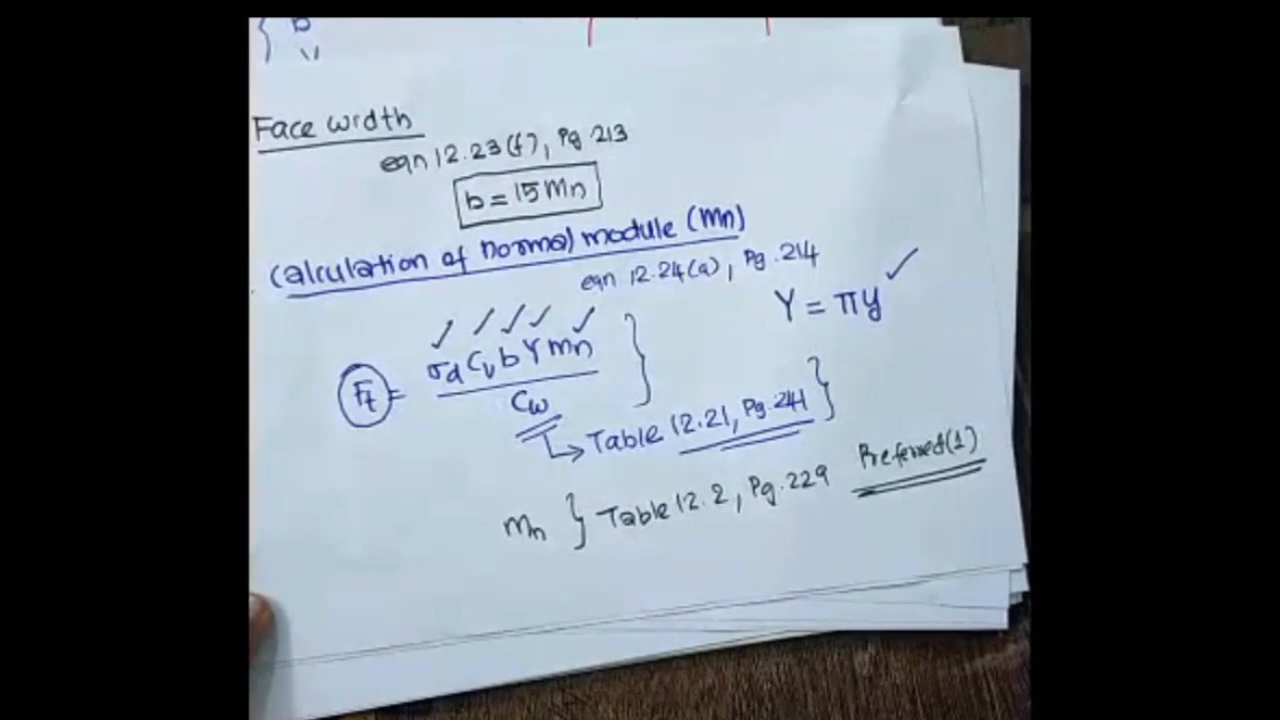 b
Face width
eqn 12.23(f), Pg.213
b = 15 Mn
Calculation of normal module (Mn)
eqn 12.24(a), Pg.214
Y = πy ✓
Ft = σd Cv b Y mn
Cw
Table 12.21, Pg.241
Mn } Table 12.2, Pg.229 Preferred(1)